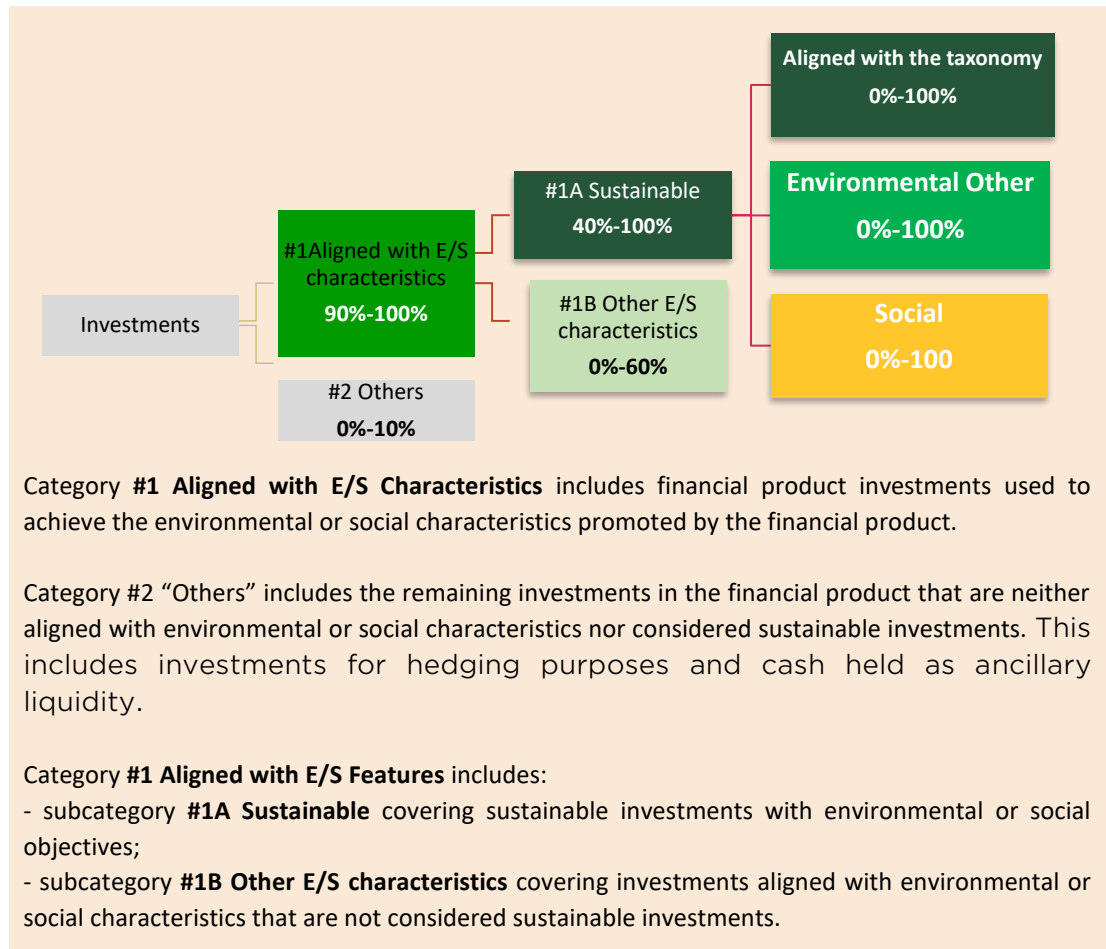 Aligned with the taxonomy
0%-100%
#1A Sustainable
40%-100%
Environmental Other
0%-100%
#1Aligned with E/S
characteristics
90%-100%
Investments
#1B Other E/S
characteristics
0%-60%
Social
0%-100
#2 Others
0%-10%
Category #1 Aligned with E/S Characteristics includes financial product investments used to
achieve the environmental or social characteristics promoted by the financial product.
Category #2 “Others” includes the remaining investments in the financial product that are neither
aligned with environmental or social characteristics nor considered sustainable investments. This
includes investments for hedging purposes and cash held as ancillary
liquidity.
Category #1 Aligned with E/S Features includes:
- subcategory #1A Sustainable covering sustainable investments with environmental or social
objectives;
- subcategory #1B Other E/S characteristics covering investments aligned with environmental or
social characteristics that are not considered sustainable investments.